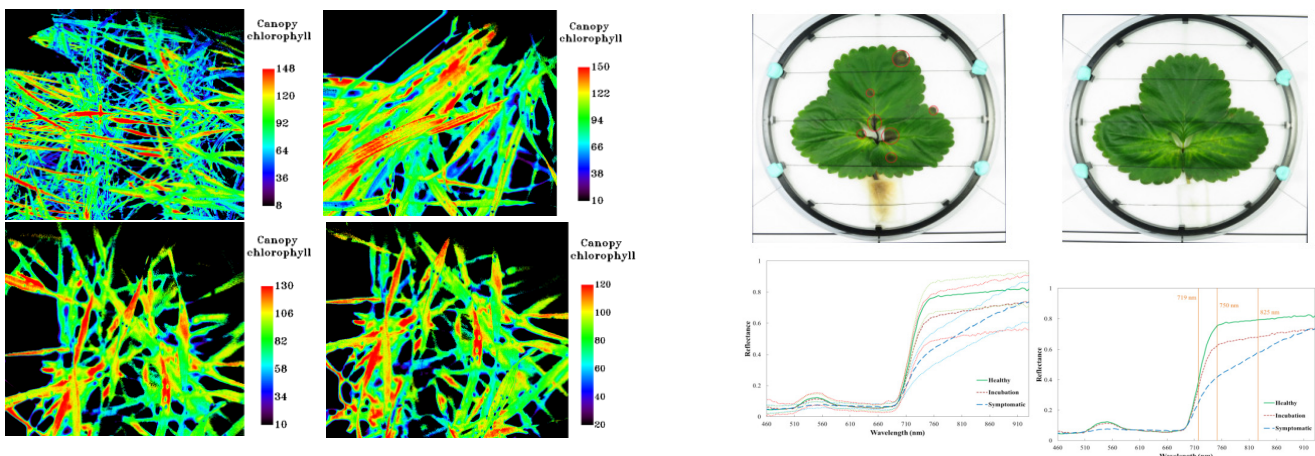 Canopy
chlorophyll
148
120
92
64
36
8
Canopy
chlorophyll
150
122
94
66
38
10
Canopy
chlorophyll
130
106
82
58
34
10
Canopy
chlorophyll
120
100
80
60
40
20
Reflectance
1
0.8
0.6
0.4
0.2
0
460
510
560
610
660
710
760
810
860
910
Wavelength (nm)
Healthy
Incubation
Symptomatic
Reflectance
1
0.8
0.6
0.4
0.2
0
719 nm
750 nm
825 nm
460
510
560
610
660
710
760
810
860
910
Wavelength (nm)
Healthy
Incubation
Symptomatic